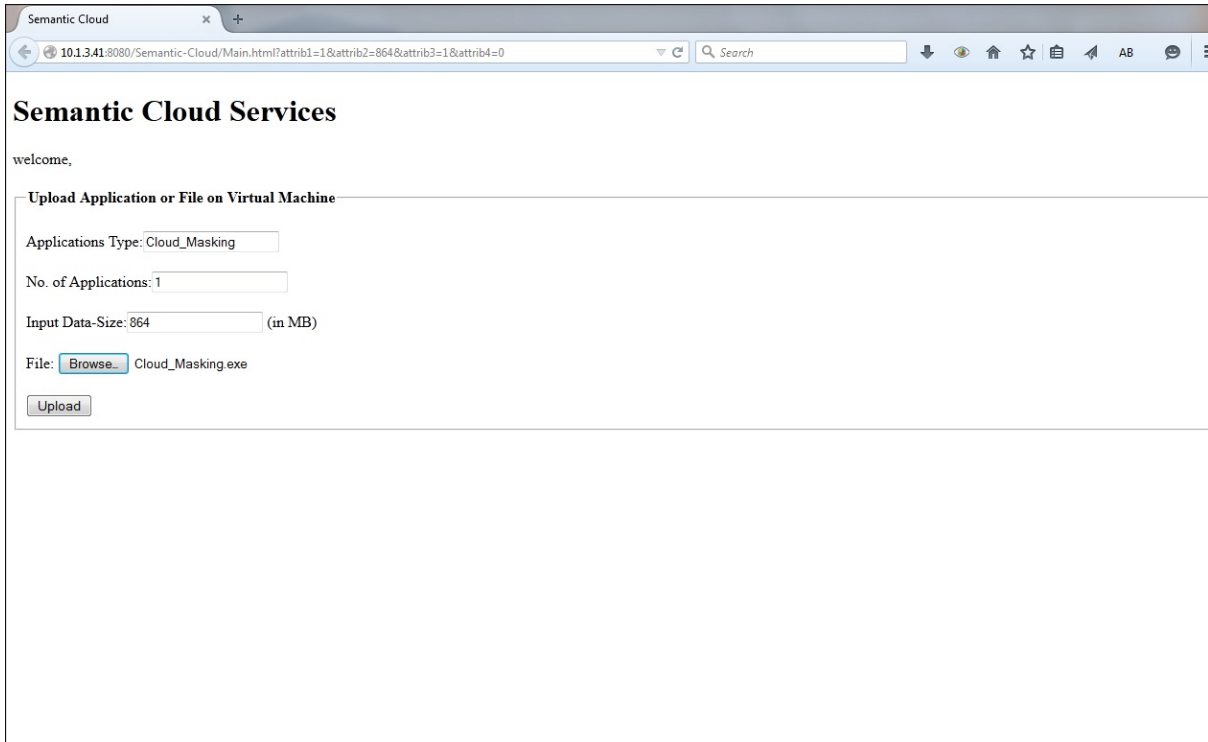 Semantic Cloud
10.1.3.41:8080/Semantic-Cloud/Main.html?attrib1=1&attrib2=864&attrib3=1&attrib4=0
Search
AB
Semantic Cloud Services
welcome,
Upload Application or File on Virtual Machine
Applications Type: Cloud_Masking
No. of Applications: 1
Input Data-Size: 864 (in MB)
File: Browse... Cloud_Masking.exe
Upload